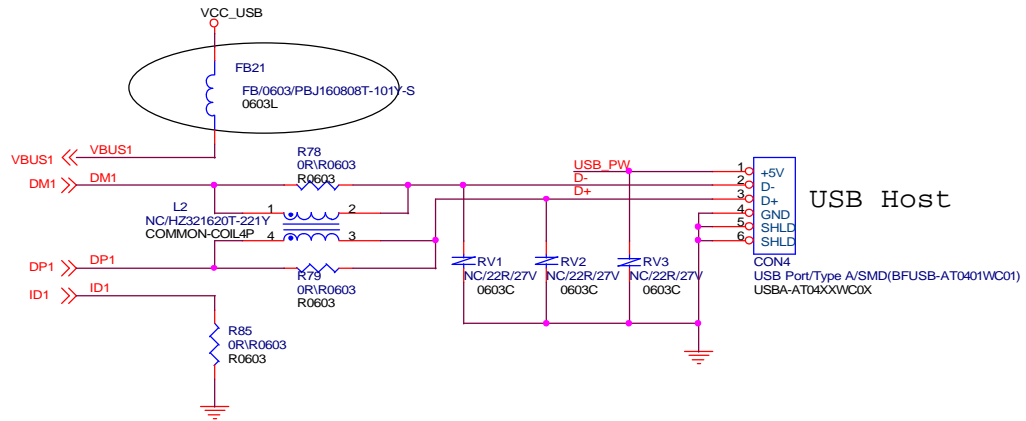 VCC_USB
FB21
FB/0603/PBJ160808T-101Y-S
0603L
VBUS1 VBUS1
DM1 DM1
R78
0R\R0603
R0603
L2
NC/HZ321620T-221Y
COMMON-COIL4P
1 2
4 3
DP1 DP1
R79
0R\R0603
R0603
ID1 ID1
R85
0R\R0603
R0603
USB_PW
D-
D+
RV1
NC/22R/27V
0603C
RV2
NC/22R/27V
0603C
RV3
NC/22R/27V
0603C
1 +5V
2 D-
3 D+
4 GND
5 SHLD
6 SHLD
USB Host
CON4
USB Port/Type A/SMD(BFUSB-AT0401WC01)
USBA-AT04XXWC0X